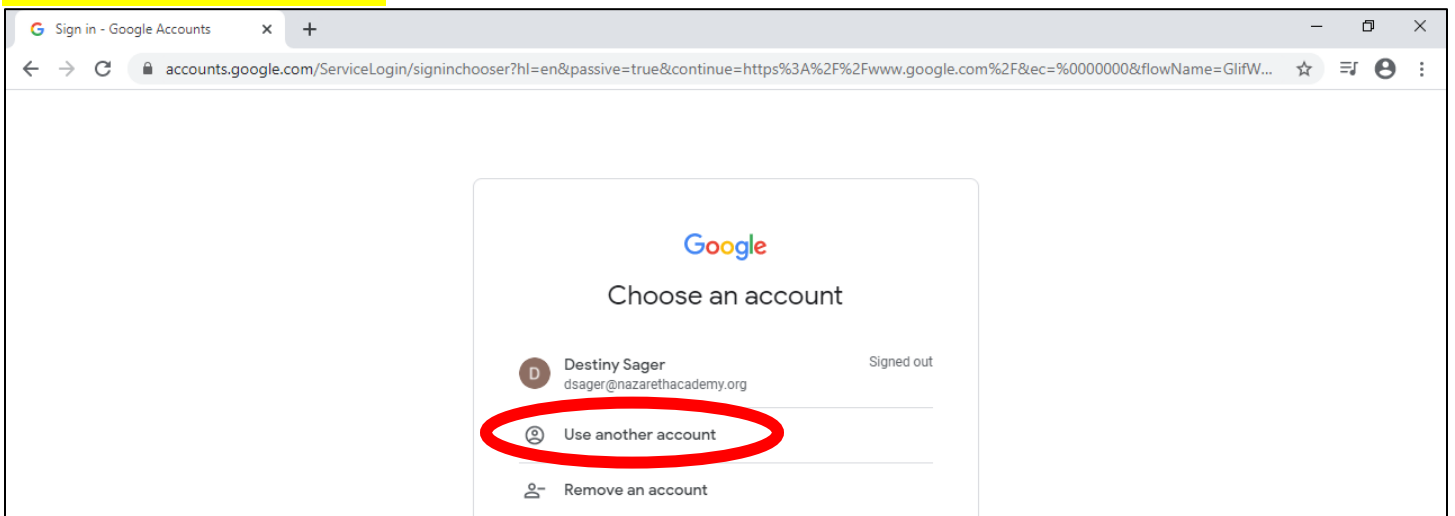 Sign in - Google Accounts
accounts.google.com/ServiceLogin/signinchooser?hl=en&passive=true&continue=https%3A%2F%2Fwww.google.com%2F&ec=%0000000&flowName=GlifW...
Google
Choose an account
D
Destiny Sager
Signed out
dsager@nazarethacademy.org
Use another account
Remove an account